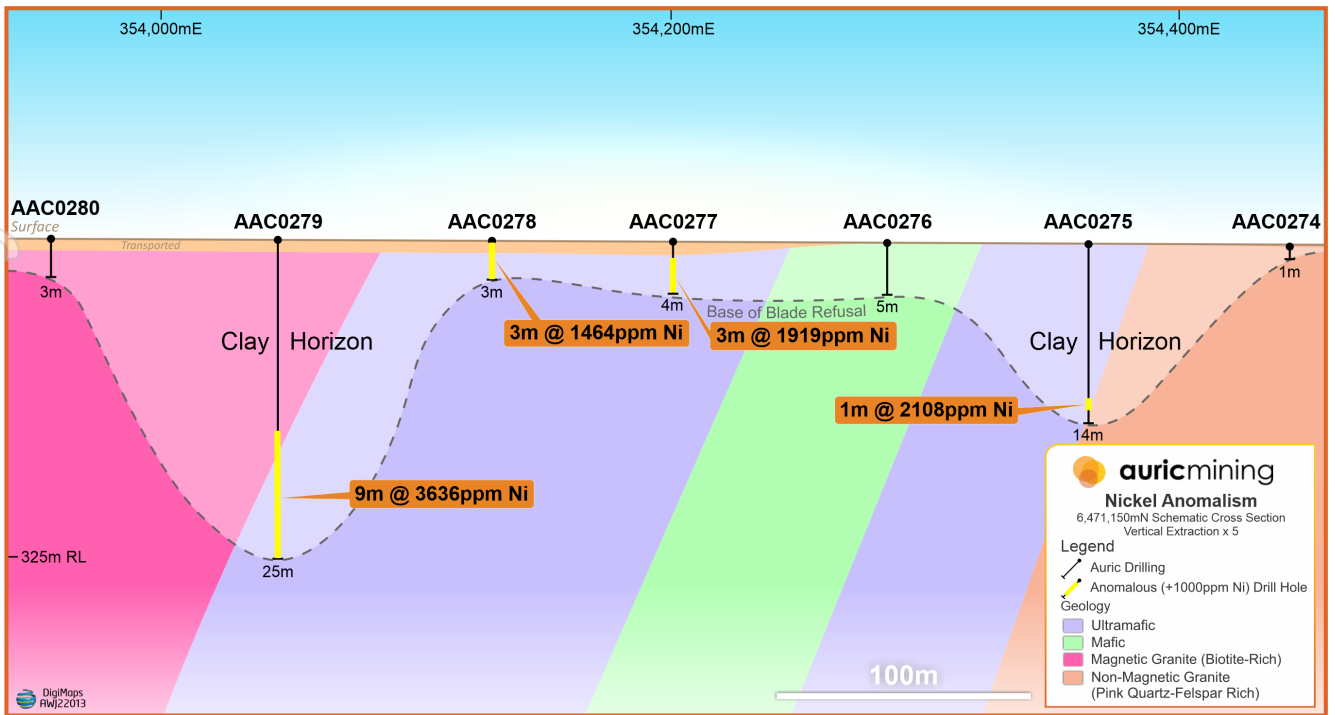 354,000mE
354,200mE
354,400mE
AAC0280
AAC0279
AAC0278
AAC0277
AAC0276
AAC0275
AAC0274
Surface
Transported
3m
3m
4m
5m
1m
Base of Blade Refusal
3m @ 1464ppm Ni
3m @ 1919ppm Ni
Clay Horizon
Clay Horizon
1m @ 2108ppm Ni
14m
9m @ 3636ppm Ni
325m RL
25m
auricmining
Nickel Anomalism
6,471,150mN Schematic Cross Section
Vertical Extraction x 5
Legend
Auric Drilling
Anomalous (+1000ppm Ni) Drill Hole
Geology
Ultramafic
Mafic
Magnetic Granite (Biotite-Rich)
Non-Magnetic Granite
(Pink Quartz-Felspar Rich)
100m
DigiMaps
AWJ22013